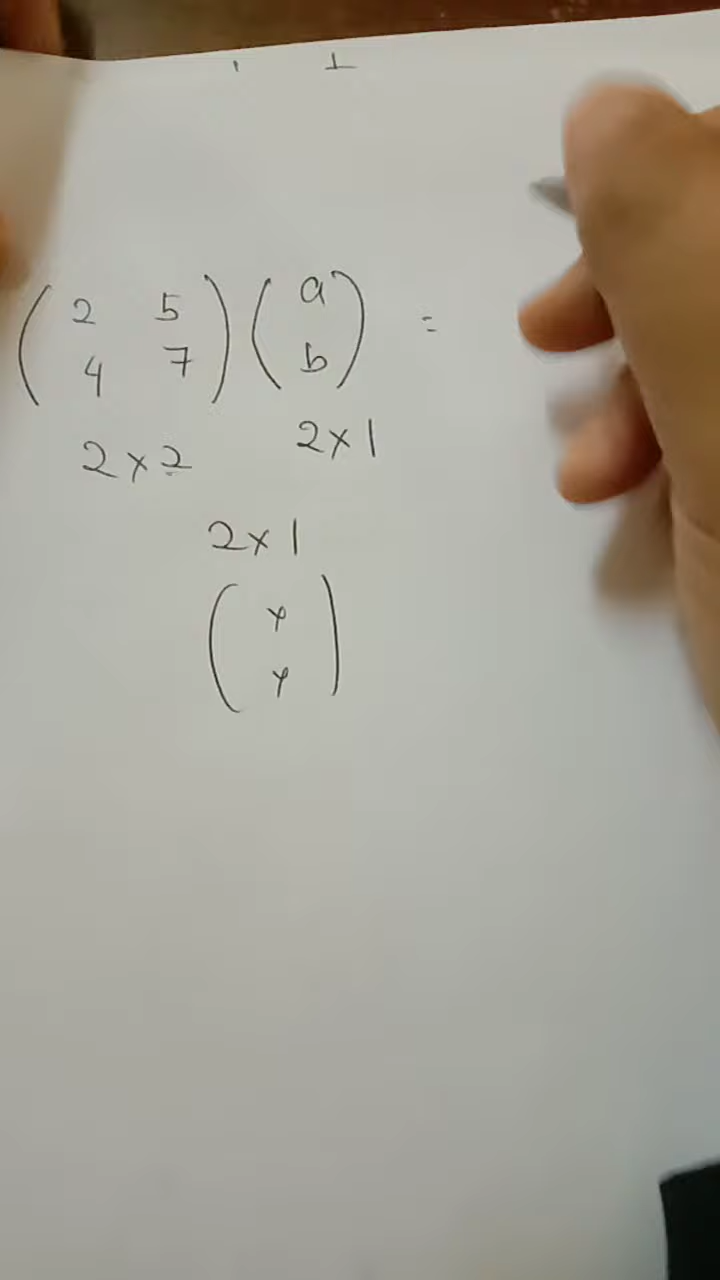 ( 2 5 ) ( a ) =
( 4 7 ) ( b )
2×2 2×1
2×1
( x )
( y )